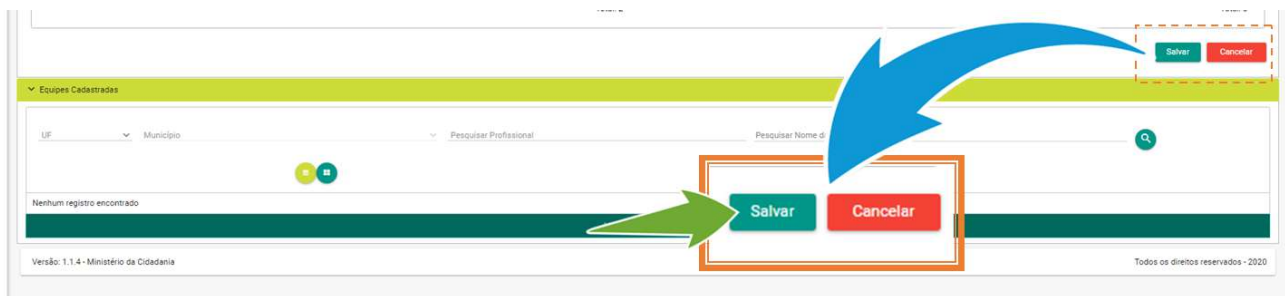 Salvar Cancelar
Equipes Cadastradas
UF Município Pesquisar Profissional Pesquisar Nome d
Salvar Cancelar
Nenhum registro encontrado
Versão: 1.1.4 - Ministério da Cidadania Todos os direitos reservados - 2020